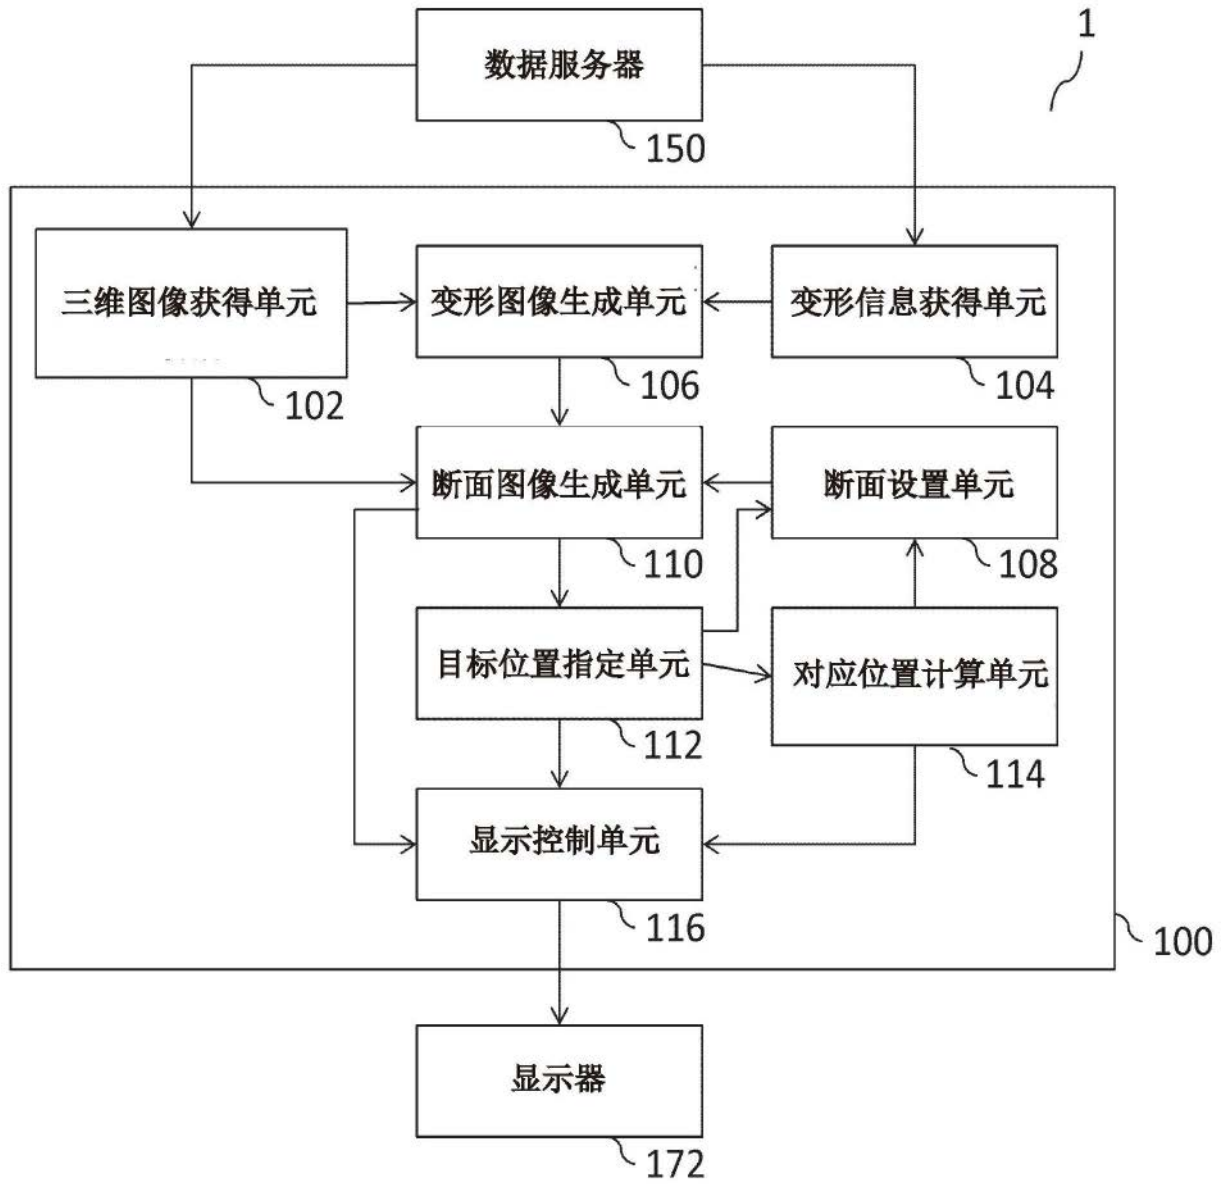 1
数据服务器
150
三维图像获得单元
102
变形图像生成单元
106
变形信息获得单元
104
断面图像生成单元
110
断面设置单元
108
目标位置指定单元
112
对应位置计算单元
114
显示控制单元
116
100
显示器
172